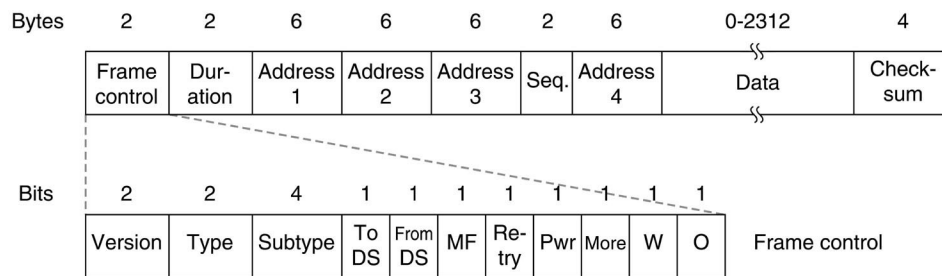 Bytes 2 2 6 6 6 2 6 0-2312 4
Frame control Dur-ation Address 1 Address 2 Address 3 Seq. Address 4 Data Check-sum
Bits 2 2 4 1 1 1 1 1 1 1 1
Version Type Subtype To DS From DS MF Re-try Pwr More W O Frame control